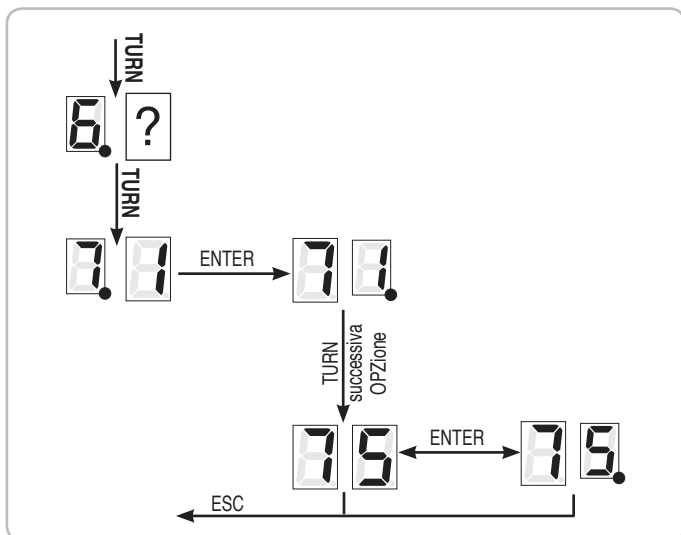 TURN
6. ?
TURN
7. 1 ENTER 7 1.
TURN
successiva
OPZione
7 5 ENTER 7 5.
ESC